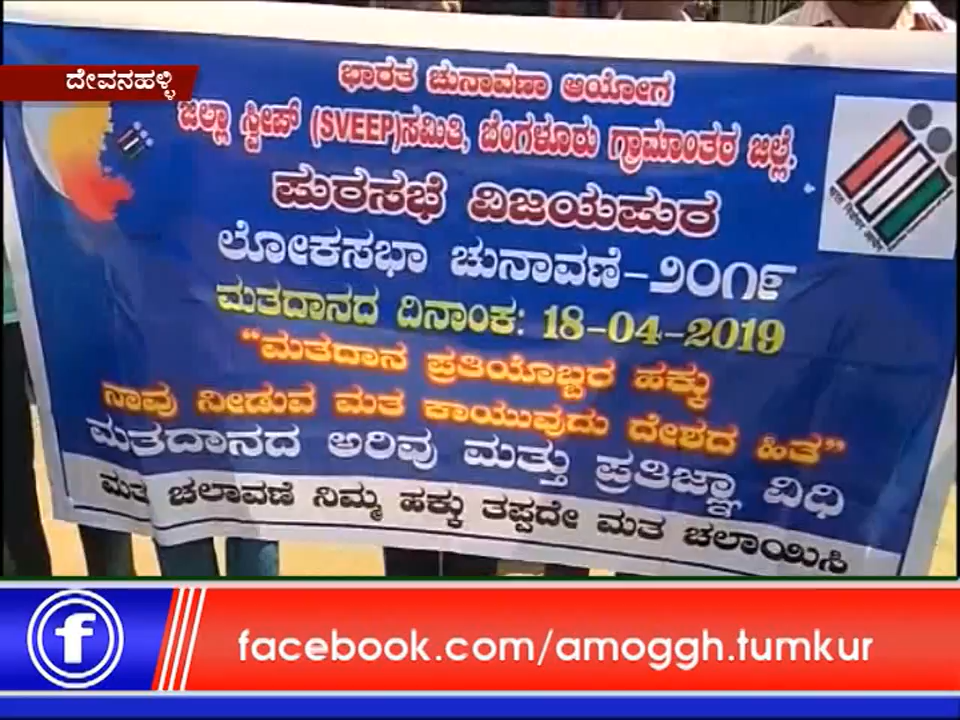 ದೇವನಹಳ್ಳಿ
ಭಾರತ ಚುನಾವಣಾ ಆಯೋಗ
ಜಿಲ್ಲಾ ಸ್ವೀಪ್ (SVEEP) ಸಮಿತಿ, ಬೆಂಗಳೂರು ಗ್ರಾಮಾಂತರ ಜಿಲ್ಲೆ.
ಪುರಸಭೆ ವಿಜಯಪುರ
ಲೋಕಸಭಾ ಚುನಾವಣೆ-೨೦೧೯
ಮತದಾನದ ದಿನಾಂಕ: 18-04-2019
"ಮತದಾನ ಪ್ರತಿಯೊಬ್ಬರ ಹಕ್ಕು
ನಾವು ನೀಡುವ ಮತ ಕಾಯುವುದು ದೇಶದ ಹಿತ"
ಮತದಾನದ ಅರಿವು ಮತ್ತು ಪ್ರತಿಜ್ಞಾ ವಿಧಿ
ಮತ ಚಲಾವಣೆ ನಿಮ್ಮ ಹಕ್ಕು ತಪ್ಪದೇ ಮತ ಚಲಾಯಿಸಿ
facebook.com/amoggh.tumkur